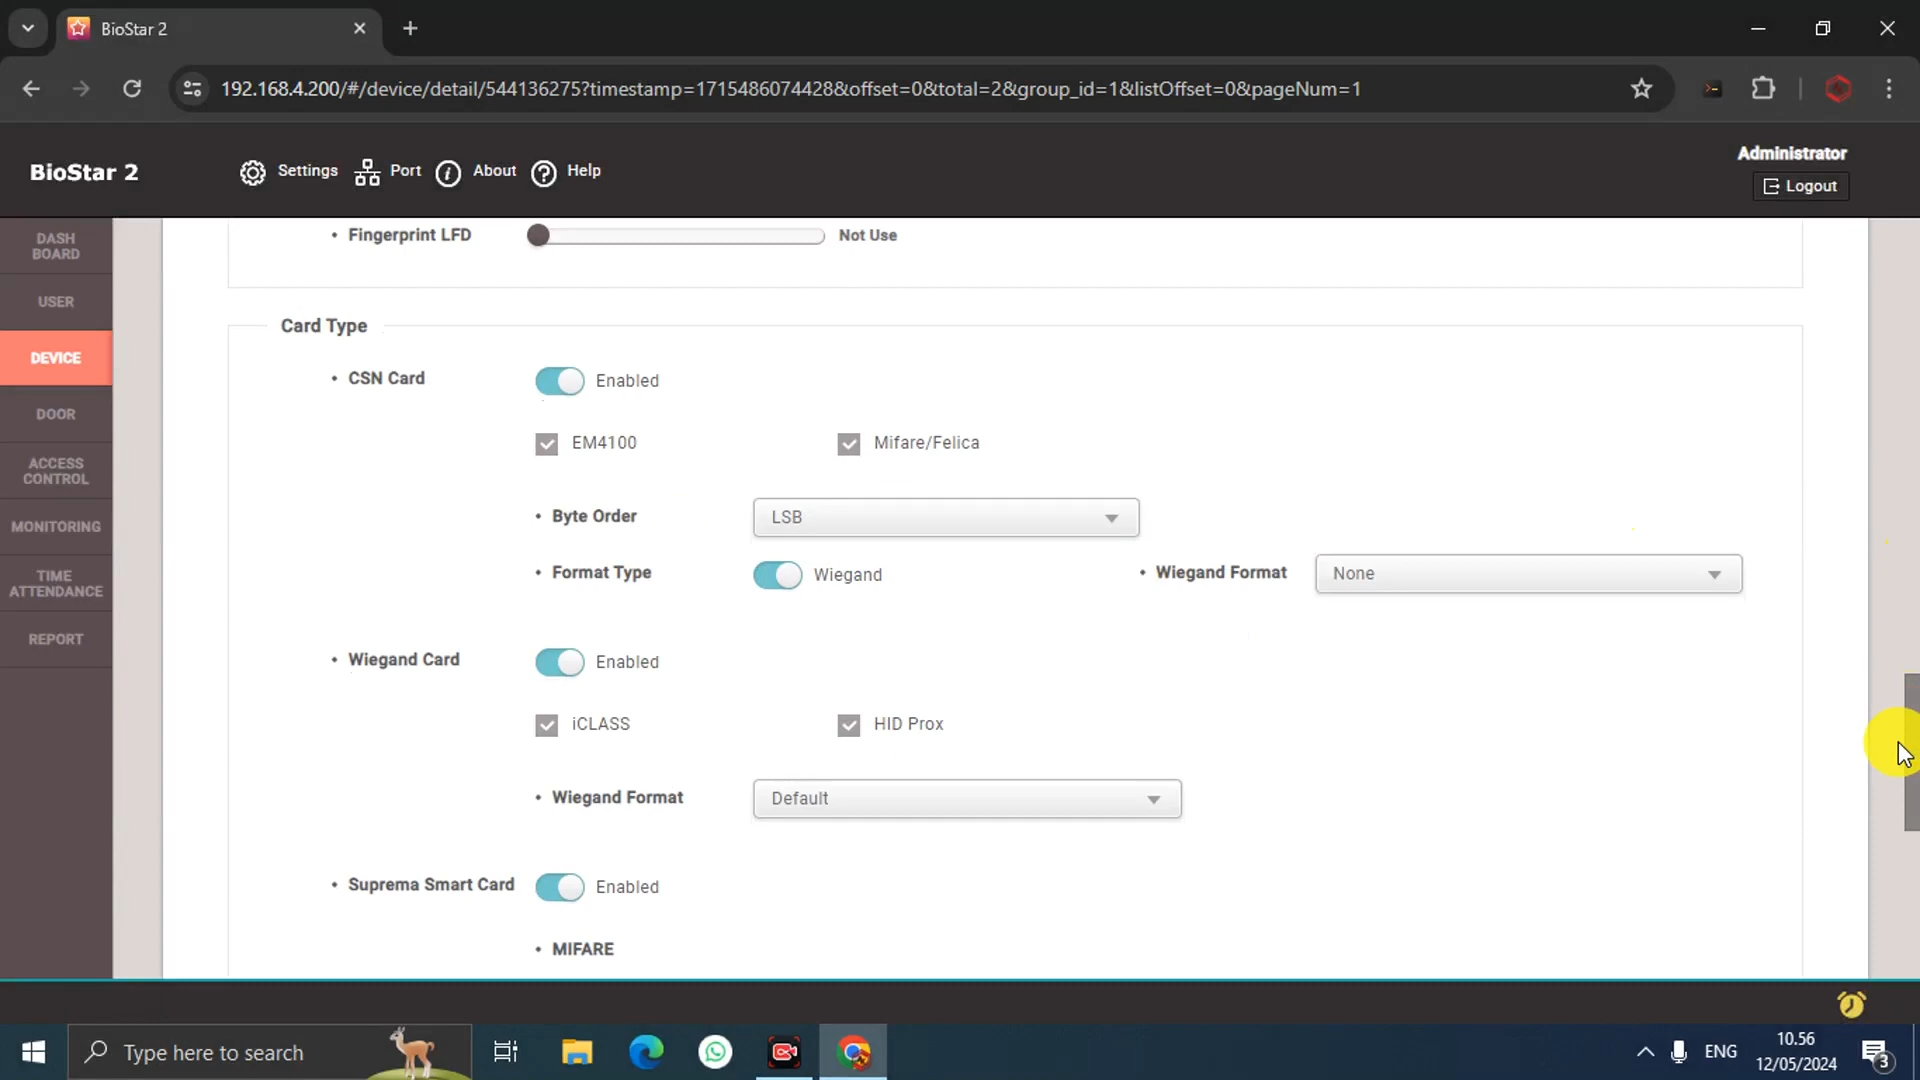 BioStar 2
192.168.4.200/#/device/detail/544136275?timestamp=1715486074428&offset=0&total=2&group_id=1&listOffset=0&pageNum=1
BioStar 2
Settings
Port
About
Help
Administrator
Logout
DASH
BOARD
USER
DEVICE
DOOR
ACCESS
CONTROL
MONITORING
TIME
ATTENDANCE
REPORT
• Fingerprint LFD
Not Use
Card Type
• CSN Card
Enabled
EM4100
Mifare/Felica
• Byte Order
LSB
• Format Type
Wiegand
• Wiegand Format
None
• Wiegand Card
Enabled
iCLASS
HID Prox
• Wiegand Format
Default
• Suprema Smart Card
Enabled
• MIFARE
Type here to search
ENG
10.56
12/05/2024
3